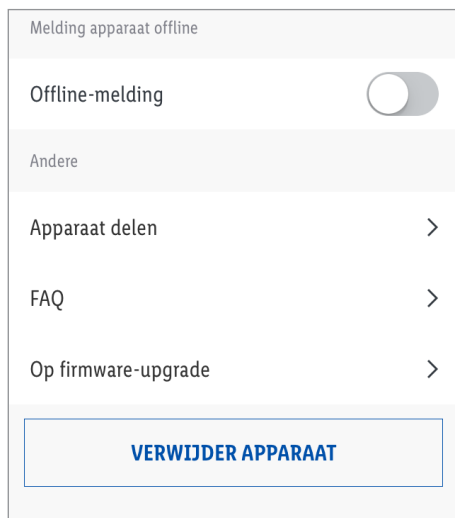 Melding apparaat offline
Offline-melding
Andere
Apparaat delen
FAQ
Op firmware-upgrade
VERWIJDER APPARAAT